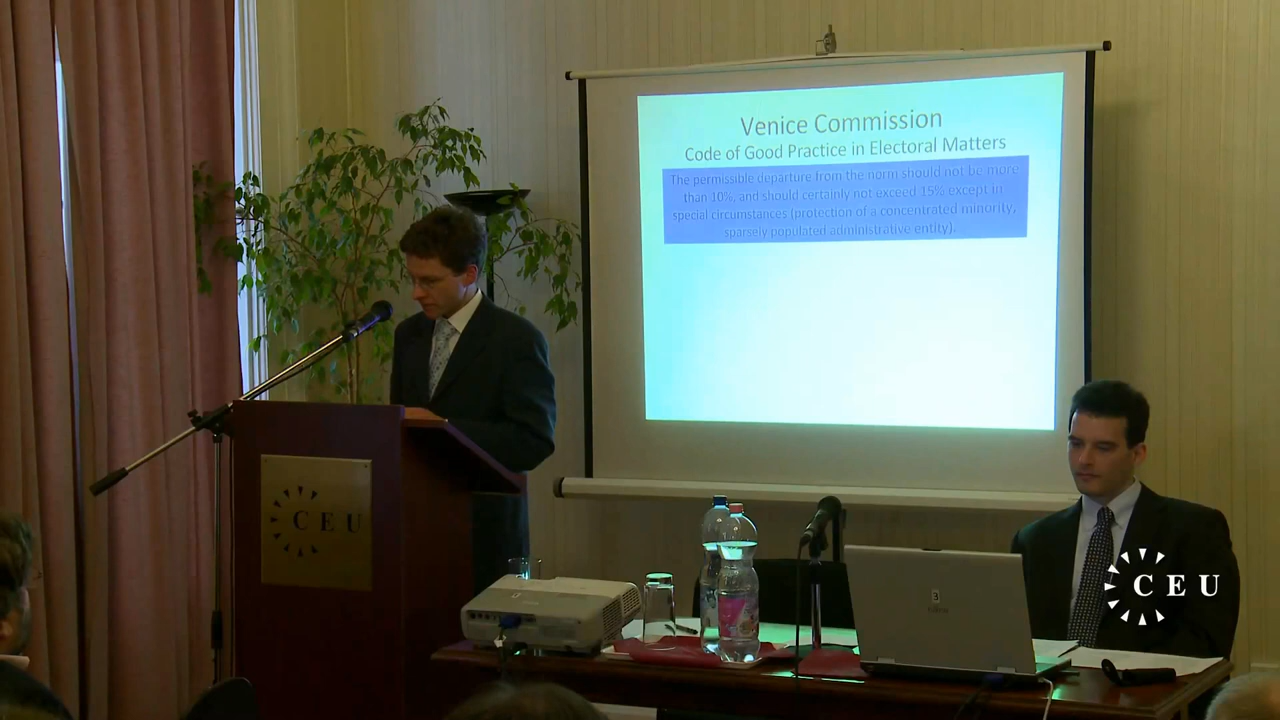 Venice Commission
Code of Good Practice in Electoral Matters
The permissible departure from the norm should not be more
than 10%, and should certainly not exceed 15% except in
special circumstances (protection of a concentrated minority,
sparsely populated administrative entity).
CEU
3
CEU